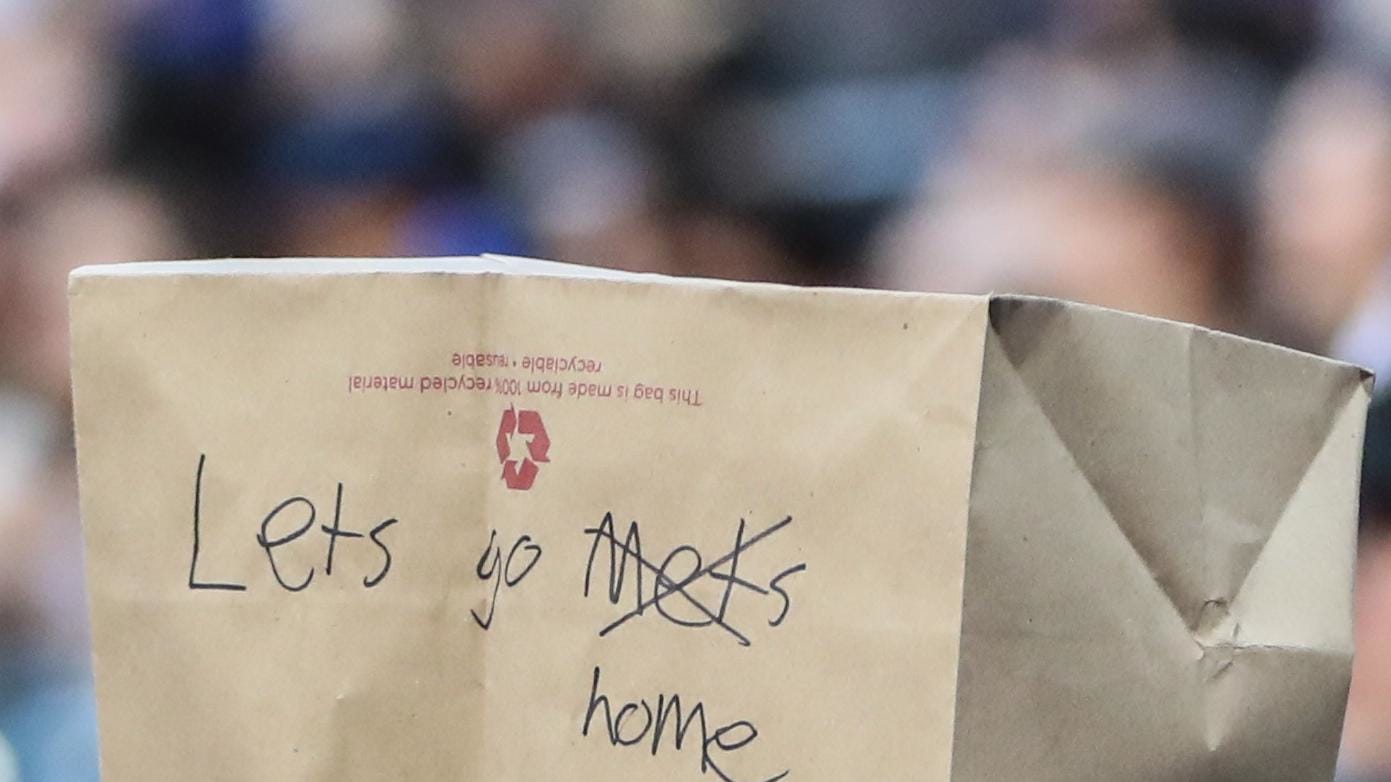 This bag is made from 100% recycled material
recyclable • reusable
Lets go Mets
home